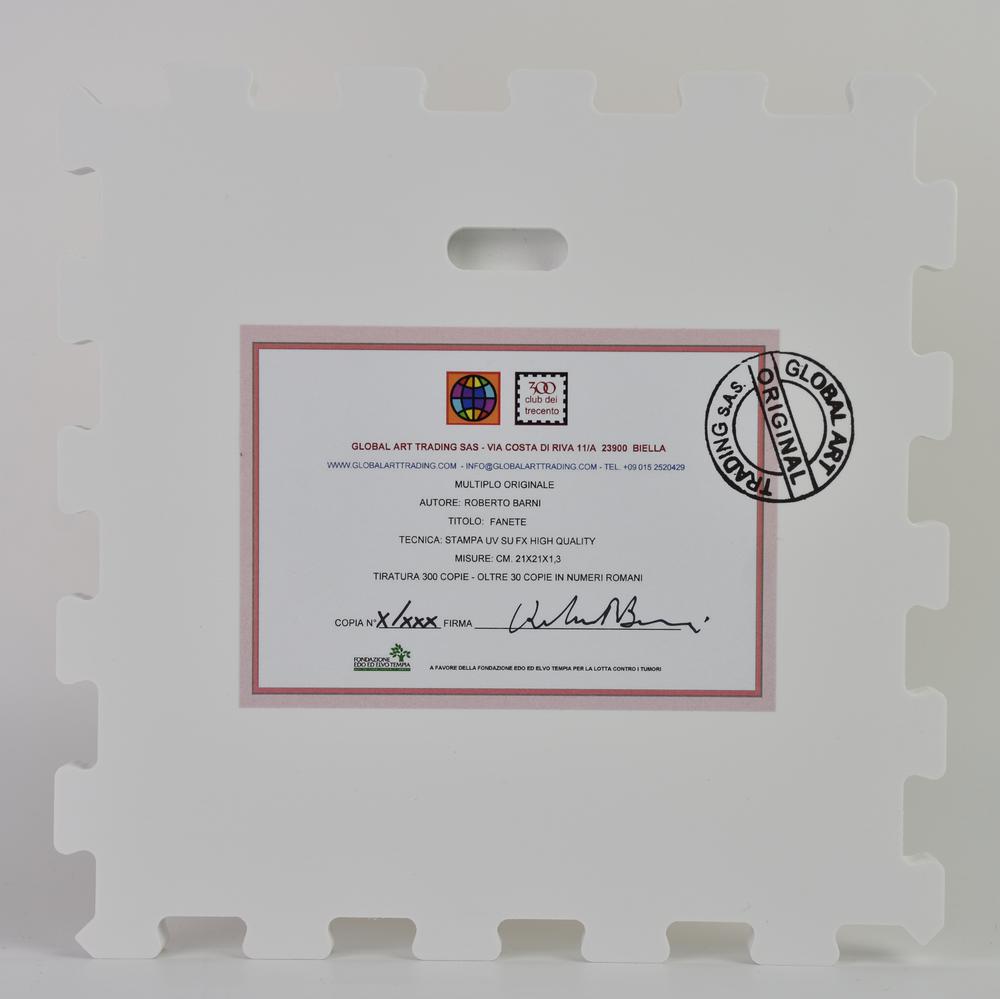 300
club dei
trecento
GLOBAL ART TRADING SAS - VIA COSTA DI RIVA 11/A 23900 BIELLA
WWW.GLOBALARTTRADING.COM - INFO@GLOBALARTTRADING.COM - TEL. +09 015 2520429
MULTIPLO ORIGINALE
AUTORE: ROBERTO BARNI
TITOLO: FANETE
TECNICA: STAMPA UV SU FX HIGH QUALITY
MISURE: CM. 21X21X1,3
TIRATURA 300 COPIE - OLTRE 30 COPIE IN NUMERI ROMANI
COPIA N° X/XXX FIRMA
FONDAZIONE
EDO ED ELVO TEMPIA
A FAVORE DELLA FONDAZIONE EDO ED ELVO TEMPIA PER LA LOTTA CONTRO I TUMORI
GLOBAL ART
ORIGINAL
TRADING S.A.S.